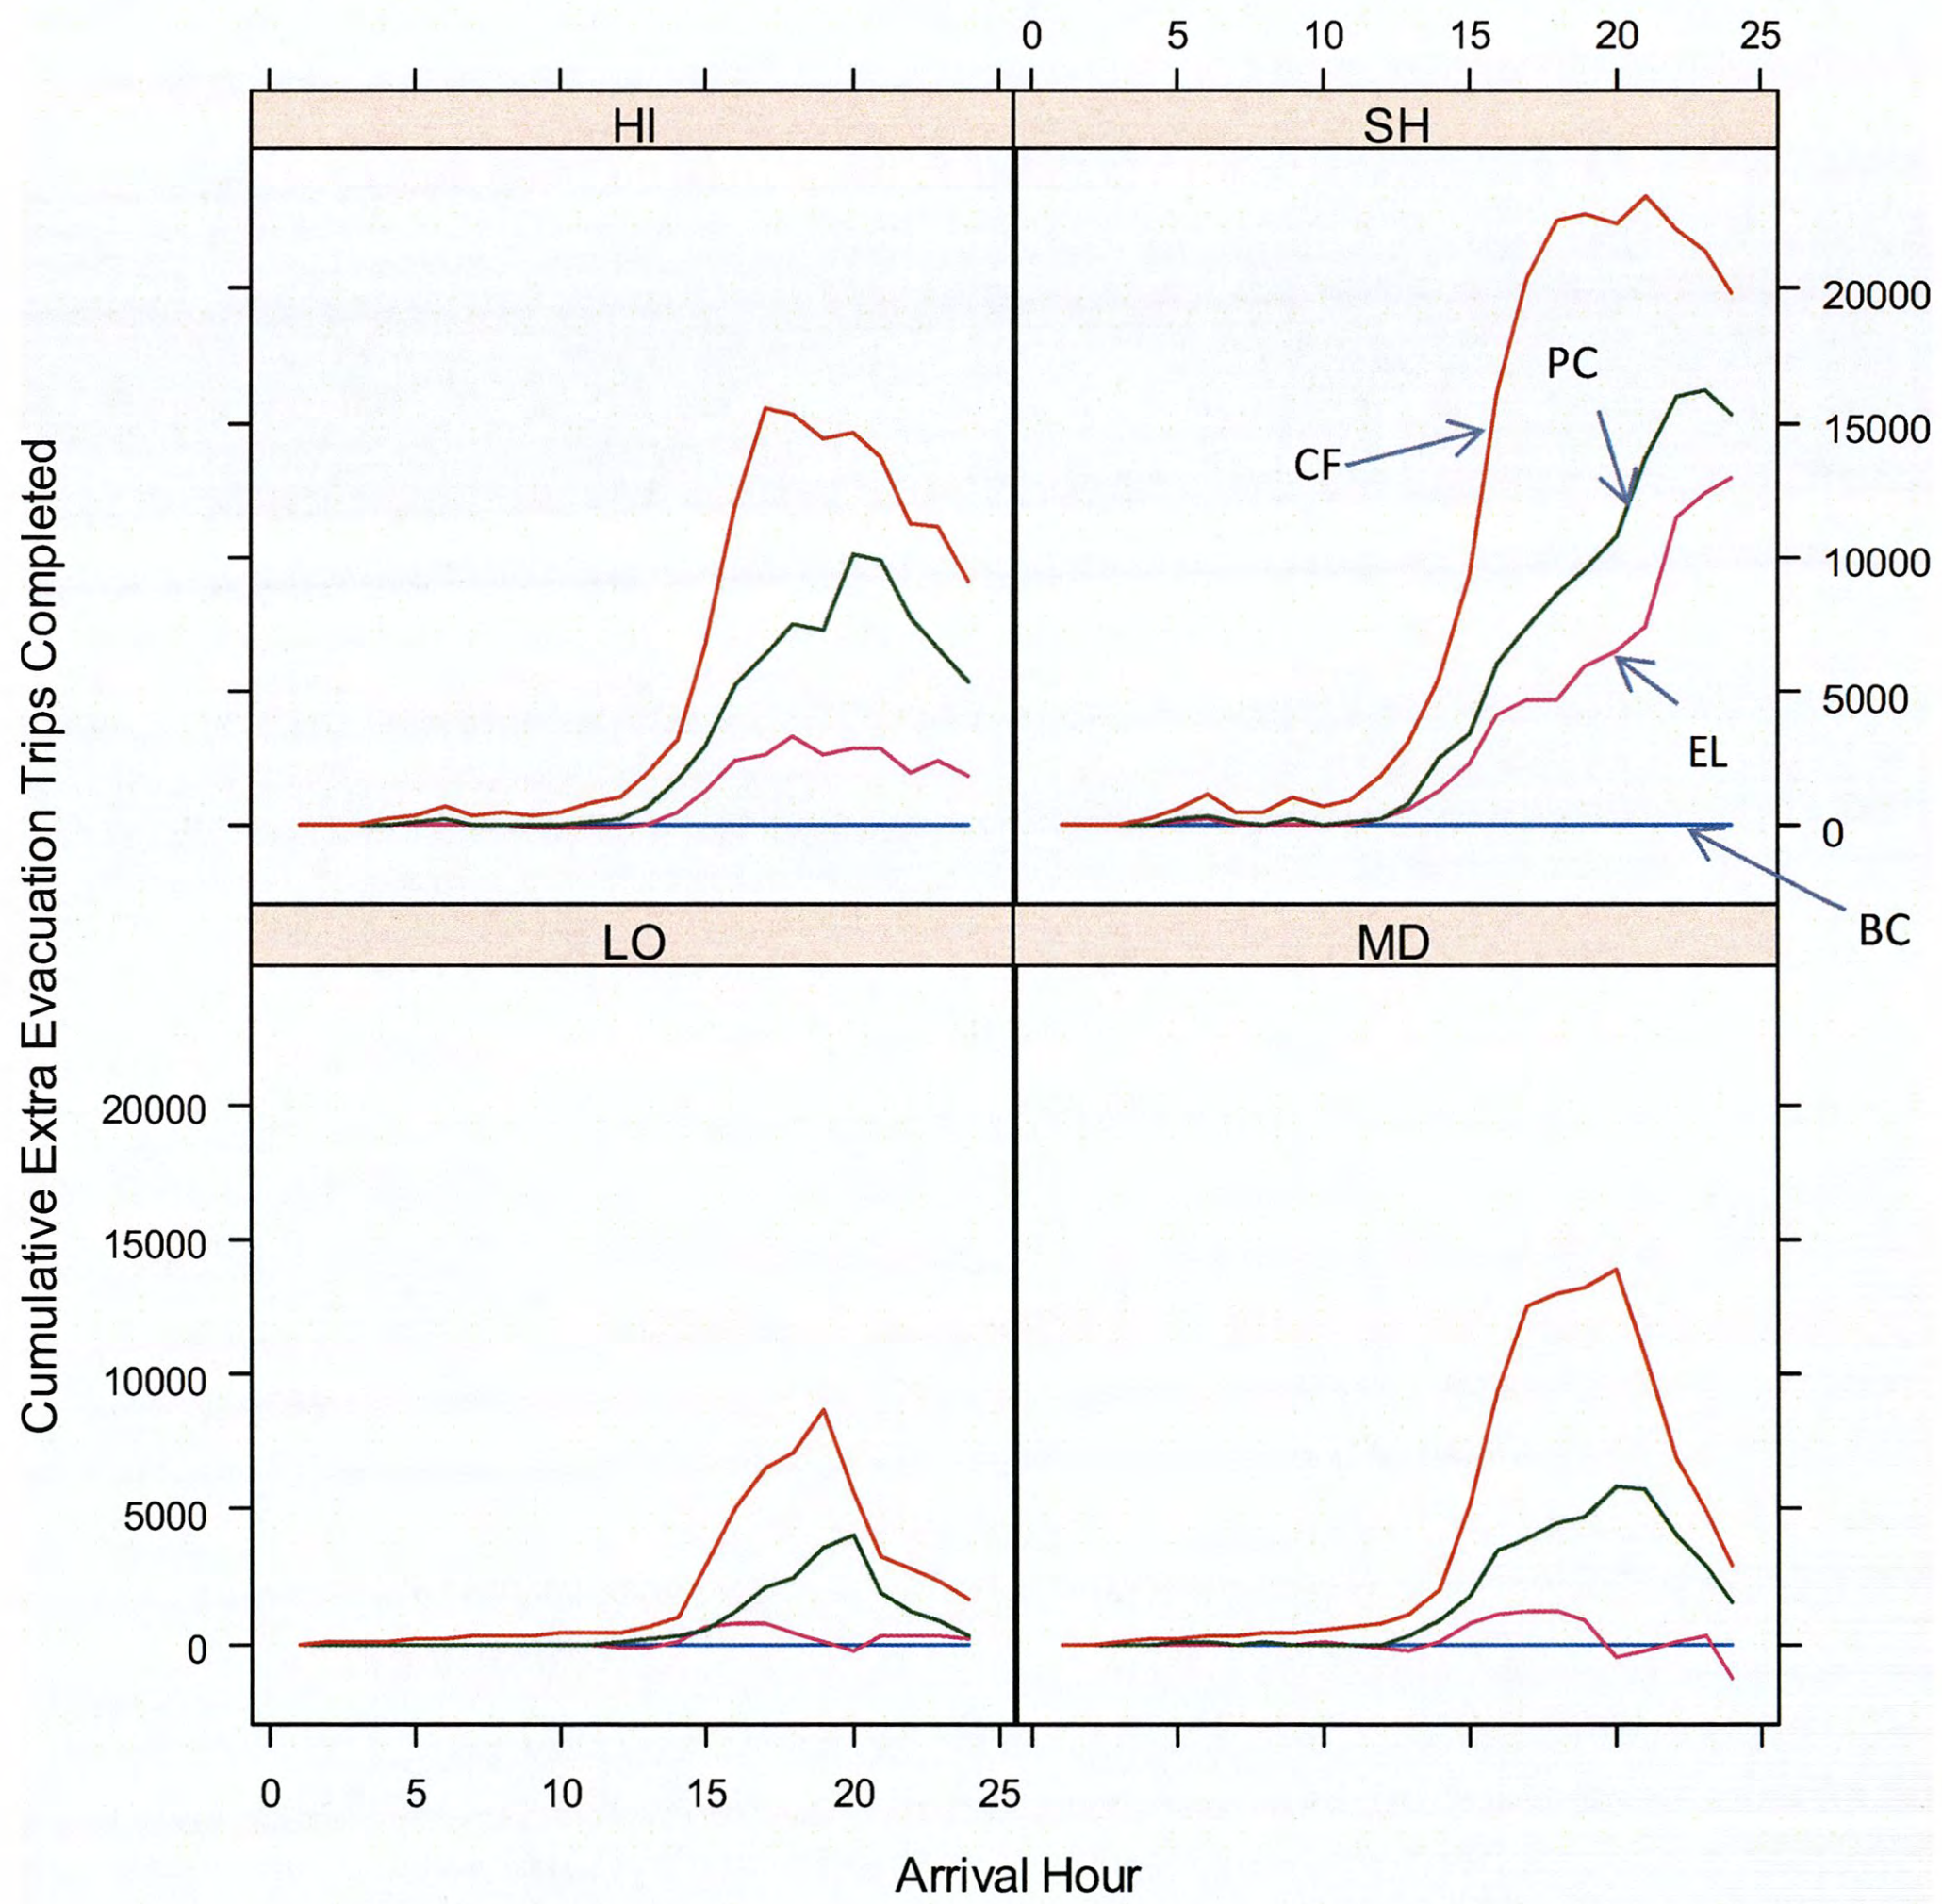 0 5 10 15 20 25
HI SH
20000
PC
15000
CF
10000
5000
EL
0
BC
LO MD
Cumulative Extra Evacuation Trips Completed
20000
15000
10000
5000
0
0 5 10 15 20 25
Arrival Hour